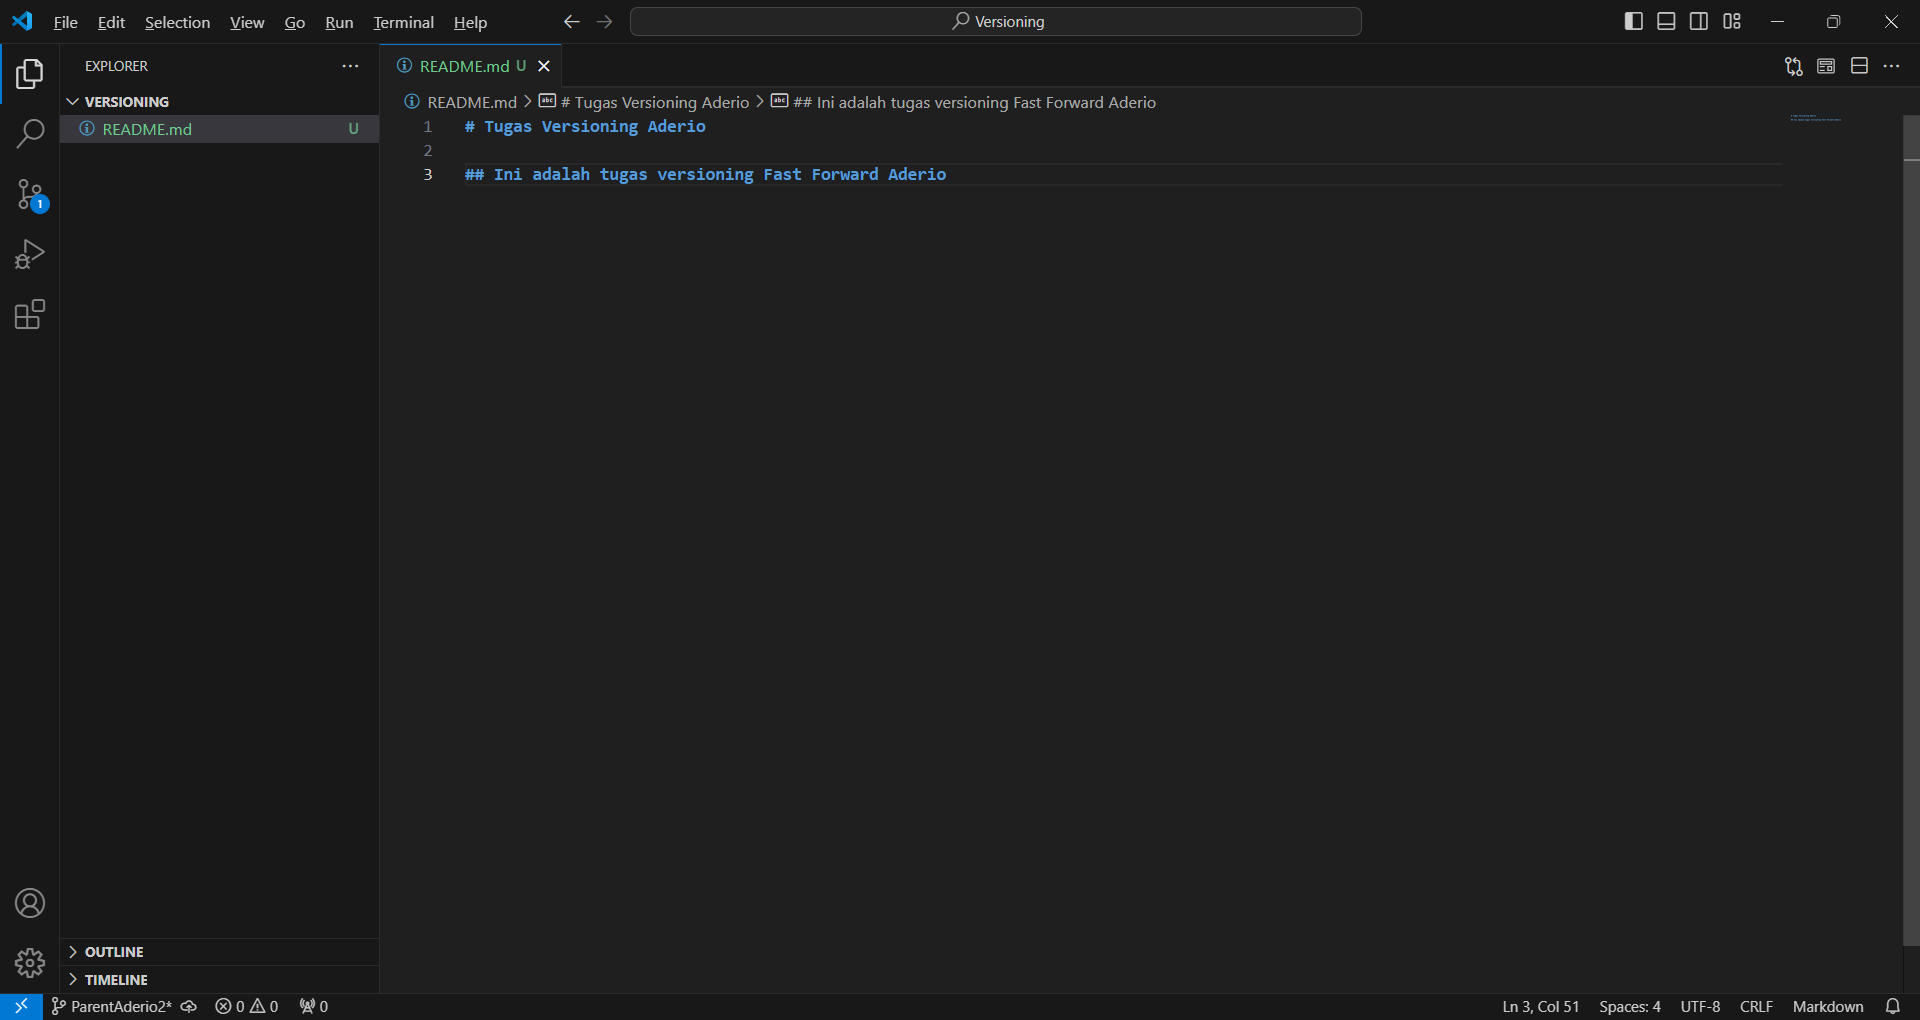 File Edit Selection View Go Run Terminal Help
Versioning
EXPLORER
VERSIONING
README.md U
README.md U
README.md > # Tugas Versioning Aderio > ## Ini adalah tugas versioning Fast Forward Aderio
1 # Tugas Versioning Aderio
2
3 ## Ini adalah tugas versioning Fast Forward Aderio
1
OUTLINE
TIMELINE
ParentAderio2* 0 0 0
Ln 3, Col 51 Spaces: 4 UTF-8 CRLF Markdown